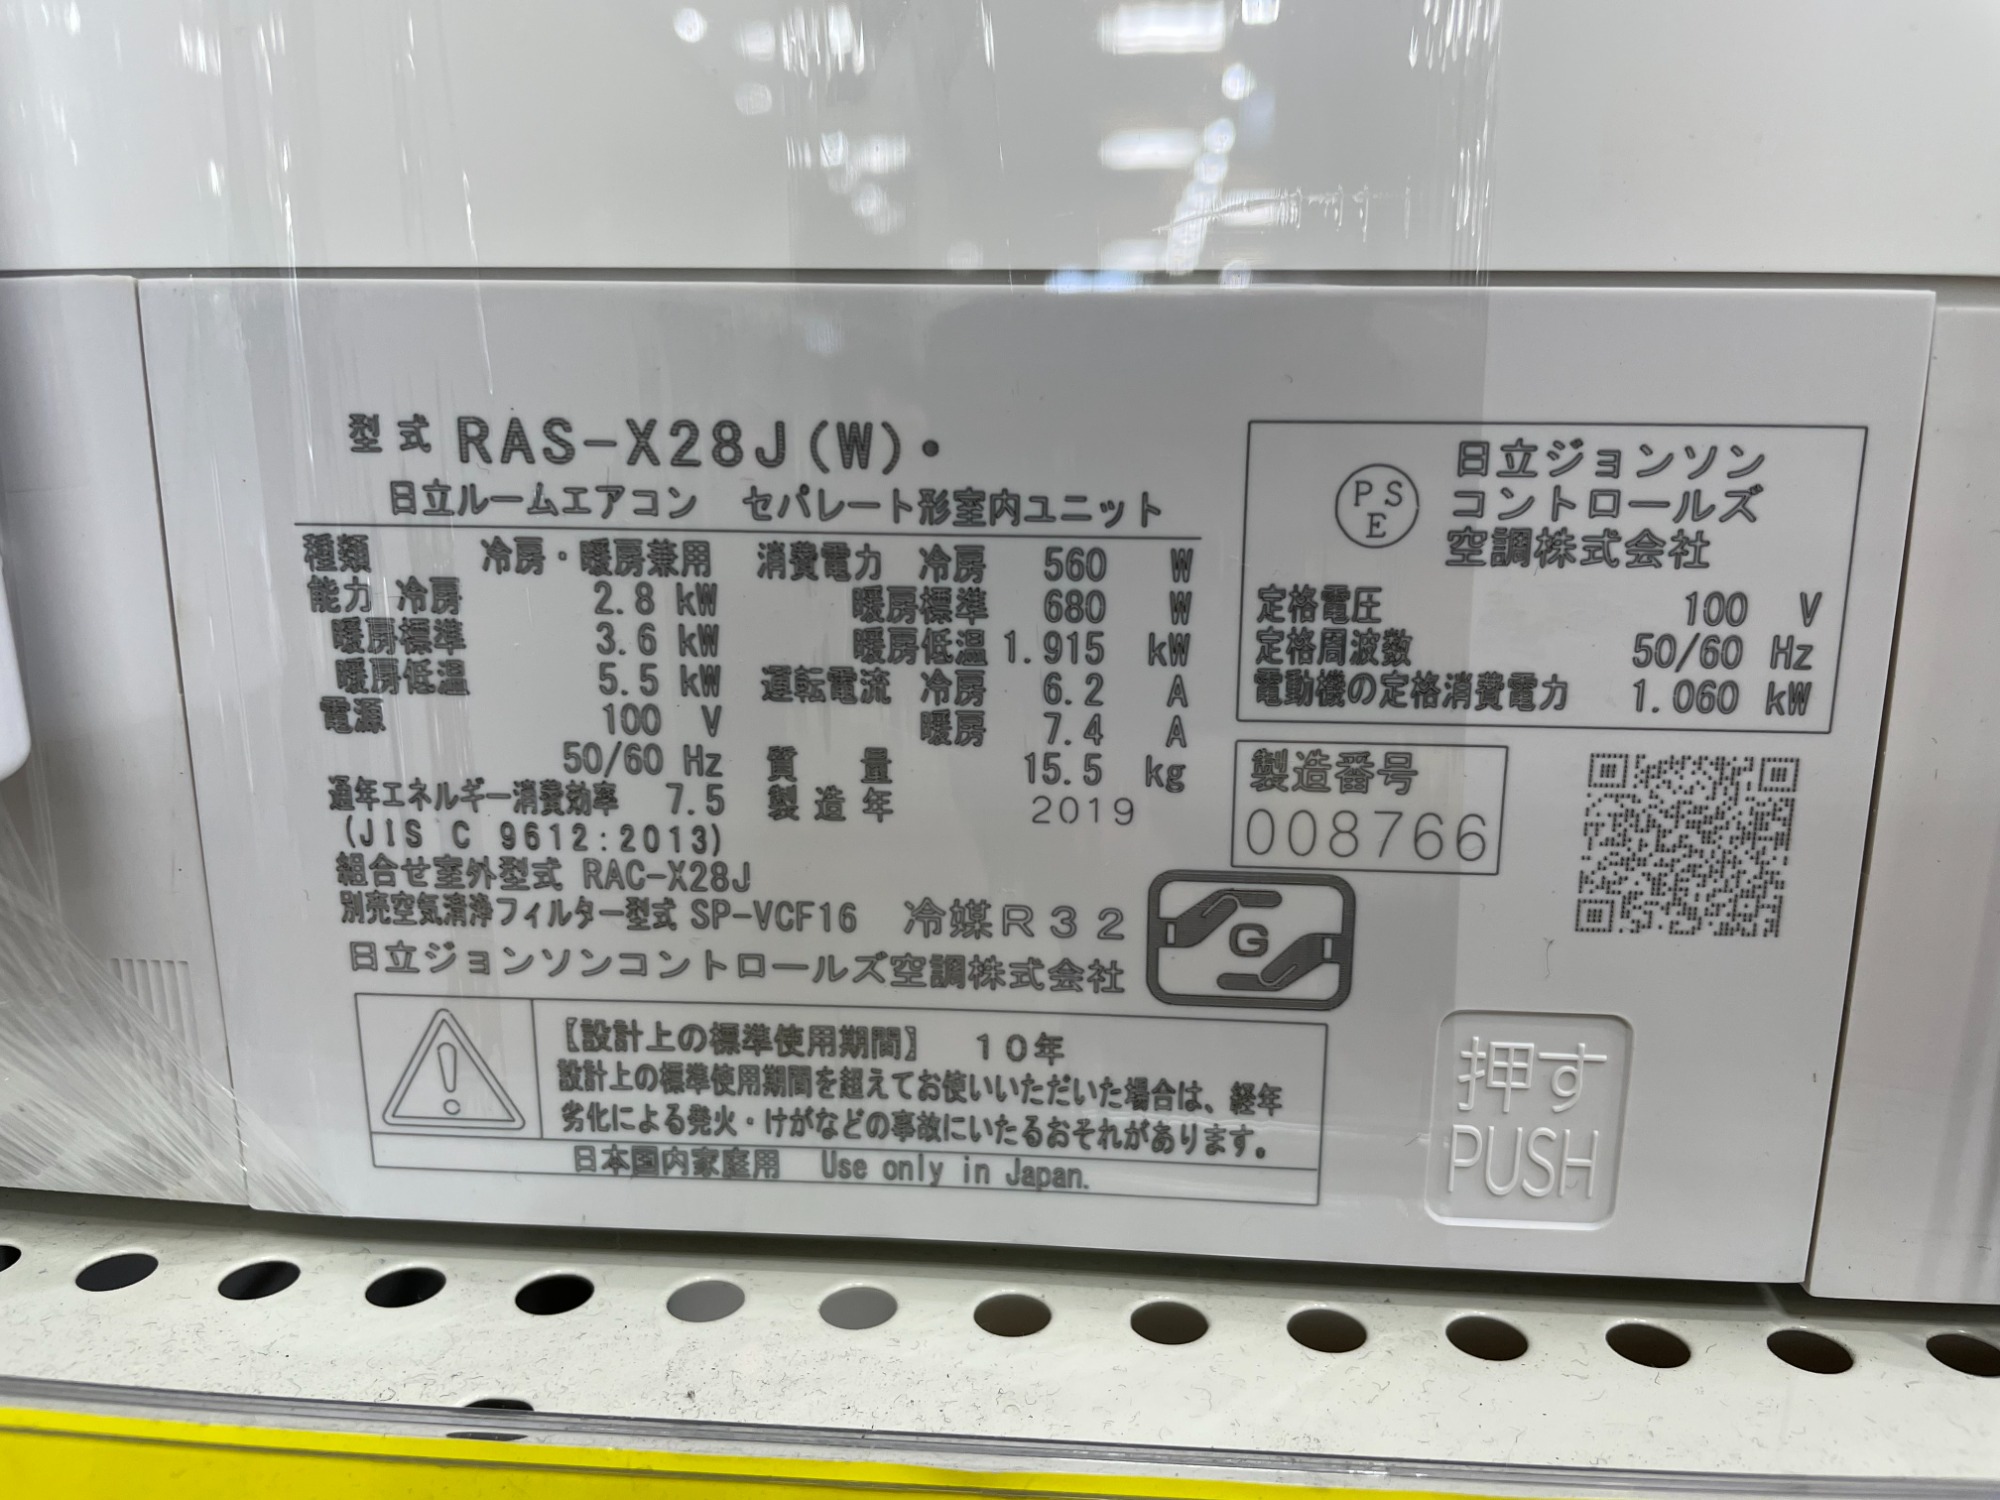 型式 RAS-X28J(W)・
日立ルームエアコン セパレート形室内ユニット
種類 冷房・暖房兼用
能力 冷房 2.8 kW
暖房標準 3.6 kW
暖房低温 5.5 kW
電源 100 V
50/60 Hz
通年エネルギー消費効率 7.5
(JIS C 9612:2013)
組合せ室外型式 RAC-X28J
別売空気清浄フィルター型式 SP-VCF16
消費電力 冷房 560 W
暖房標準 680 W
暖房低温 1.915 kW
運転電流 冷房 6.2 A
暖房 7.4 A
質量 15.5 kg
製造年 2019
冷媒R32
日立ジョンソンコントロールズ空調株式会社
G
【設計上の標準使用期間】 10年
設計上の標準使用期間を超えてお使いいただいた場合は、経年
劣化による発火・けがなどの事故にいたるおそれがあります。
日本国内家庭用 Use only in Japan.
PS
E
日立ジョンソン
コントロールズ
空調株式会社
定格電圧 100 V
定格周波数 50/60 Hz
電動機の定格消費電力 1.060 kW
製造番号
008766
押す
PUSH